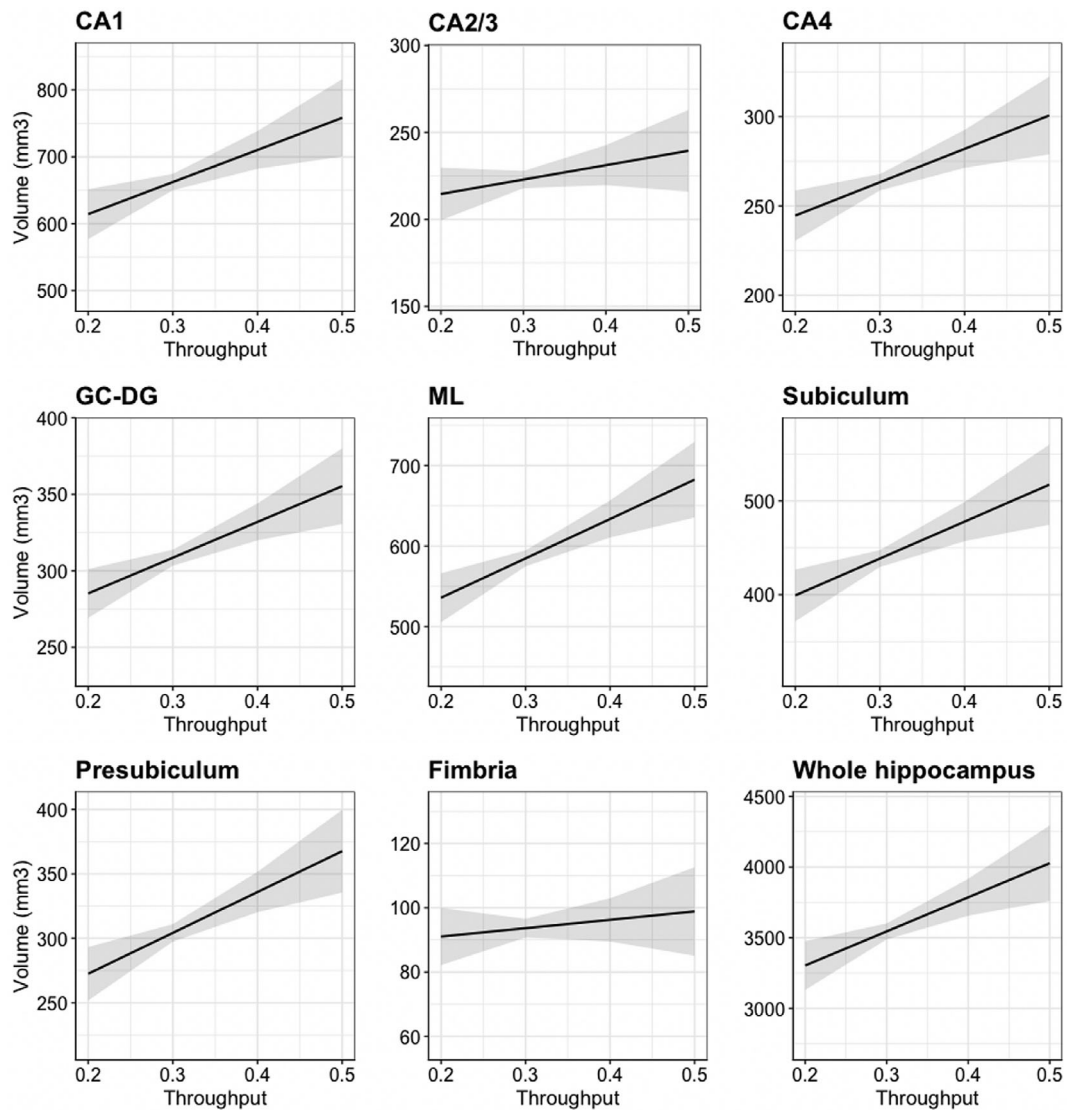 CA1
CA2/3
CA4
Volume (mm3)
800
700
600
500
300
250
200
150
300
250
200
0.2 0.3 0.4 0.5
0.2 0.3 0.4 0.5
0.2 0.3 0.4 0.5
Throughput
Throughput
Throughput
GC-DG
ML
Subiculum
Volume (mm3)
400
350
300
250
700
600
500
500
400
0.2 0.3 0.4 0.5
0.2 0.3 0.4 0.5
0.2 0.3 0.4 0.5
Throughput
Throughput
Throughput
Presubiculum
Fimbria
Whole hippocampus
Volume (mm3)
400
350
300
250
120
100
80
60
4500
4000
3500
3000
0.2 0.3 0.4 0.5
0.2 0.3 0.4 0.5
0.2 0.3 0.4 0.5
Throughput
Throughput
Throughput